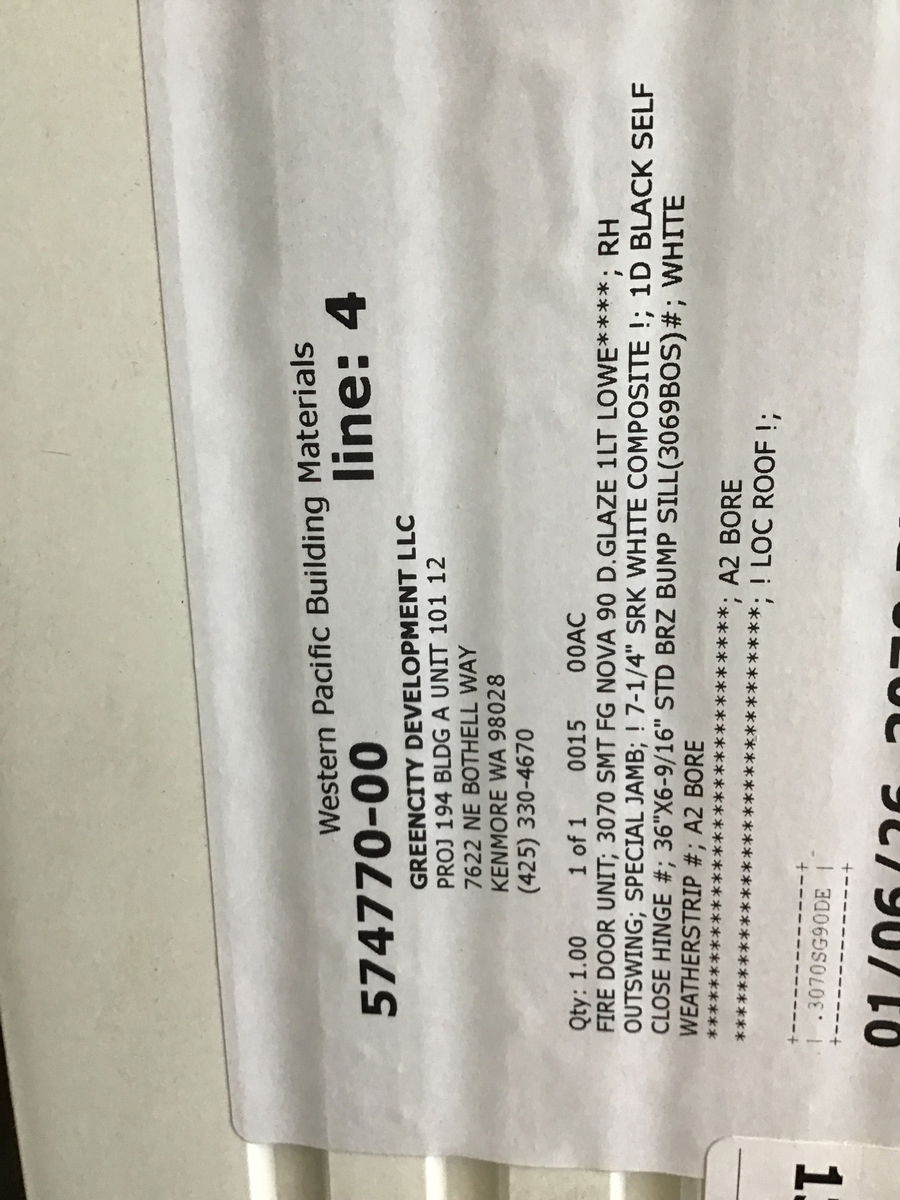 Western Pacific Building Materials
574770-00 line: 4
GREENCITY DEVELOPMENT LLC
PROJ 194 BLDG A UNIT 101 12
7622 NE BOTHELL WAY
KENMORE WA 98028
(425) 330-4670
Qty: 1.00 1 of 1 0015 00AC
FIRE DOOR UNIT; 3070 SMT FG NOVA 90 D.GLAZE 1LT LOWE****; RH
OUTSWING; SPECIAL JAMB; ! 7-1/4" SRK WHITE COMPOSITE !; 1D BLACK SELF
CLOSE HINGE #; 36"X6-9/16" STD BRZ BUMP SILL(3069BOS)#; WHITE
WEATHERSTRIP #; A2 BORE
***********************************; A2 BORE
***********************************; ! LOC ROOF !;
+-----------+
| .3070SG90DE |
+-----------+
01/06/26